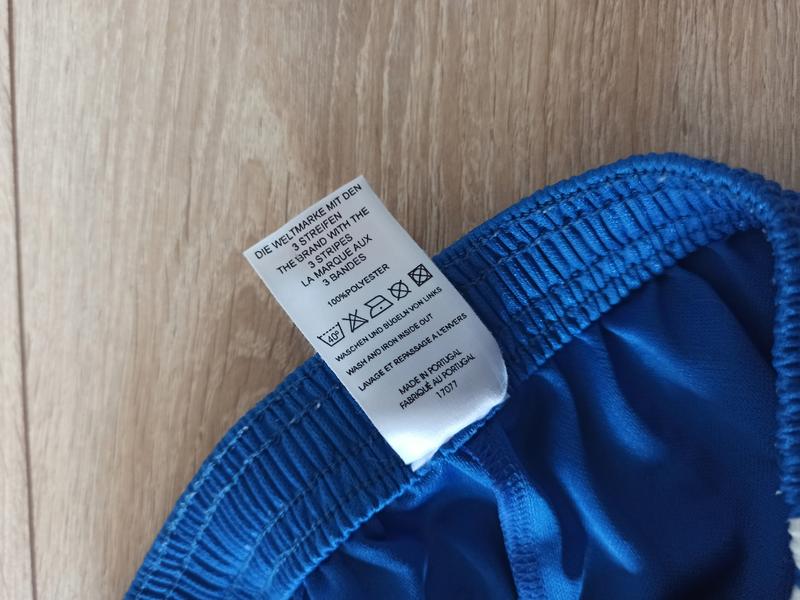 DIE WELTMARKE MIT DEN
3 STREIFEN
THE BRAND WITH THE
3 STRIPES
LA MARQUE AUX
3 BANDES
100%POLYESTER
40°
WASCHEN UND BÜGELN VON LINKS
WASH AND IRON INSIDE OUT
LAVAGE ET REPASSAGE A L'ENVERS
MADE IN PORTUGAL
FABRIQUÉ AU PORTUGAL
17077